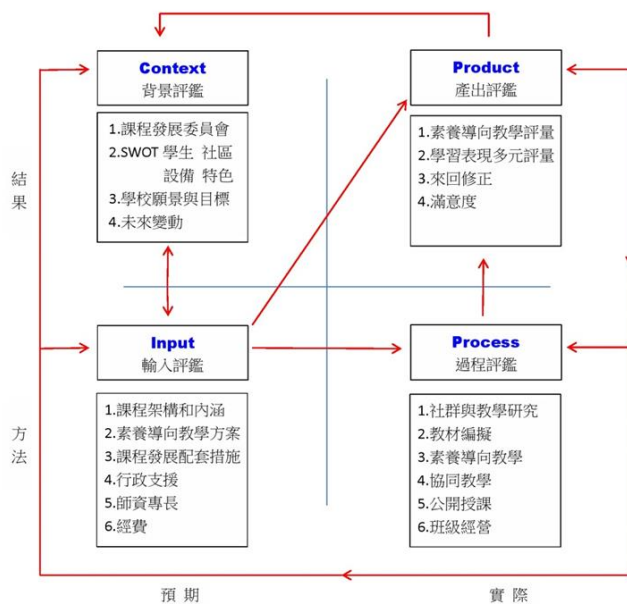 Context
背景評鑑
1.課程發展委員會
2.SWOT 學生 社區
設備 特色
3.學校願景與目標
4.未來變動
Product
產出評鑑
1.素養導向教學評量
2.學習表現多元評量
3.來回修正
4.滿意度
結果
Input
輸入評鑑
1.課程架構和內涵
2.素養導向教學方案
3.課程發展配套措施
4.行政支援
5.師資專長
6.經費
Process
過程評鑑
1.社群與教學研究
2.教材編擬
3.素養導向教學
4.協同教學
5.公開授課
6.班級經營
方法
預期
實際